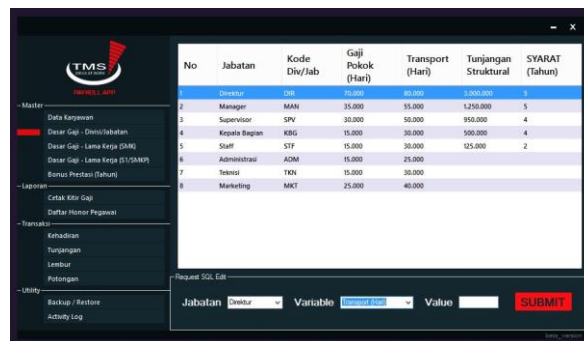 – x
TMS
PAYROLL APP!
Master
Data Karyawan
Dasar Gaji - Divisi/Jabatan
Dasar Gaji - Lama Kerja (SMK)
Dasar Gaji - Lama Kerja (S1/SMKP)
Bonus Prestasi (Tahun)
Laporan
Cetak Kitir Gaji
Daftar Honor Pegawai
Transaksi
Kehadiran
Tunjangan
Lembur
Potongan
Utility
Backup / Restore
Activity Log
No Jabatan Kode Div/Jab Gaji Pokok (Hari) Transport (Hari) Tunjangan Struktural SYARAT (Tahun)
1 Direktur DIR 70.000 80.000 3.000.000 5
2 Manager MAN 35.000 55.000 1.250.000 5
3 Supervisor SPV 30.000 50.000 950.000 4
4 Kepala Bagian KBG 15.000 30.000 500.000 4
5 Staff STF 15.000 30.000 125.000 2
6 Administrasi ADM 15.000 25.000
7 Teknisi TKN 15.000 30.000
8 Marketing MKT 25.000 40.000
Request SQL Edit
Jabatan Direktur Variable Transport (Hari) Value SUBMIT
beta_version